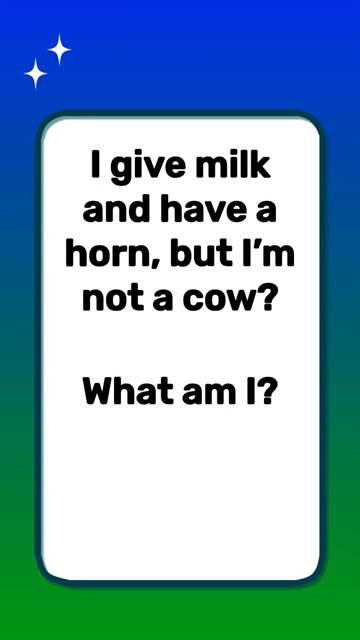 I give milk
and have a
horn, but I’m
not a cow?
What am I?